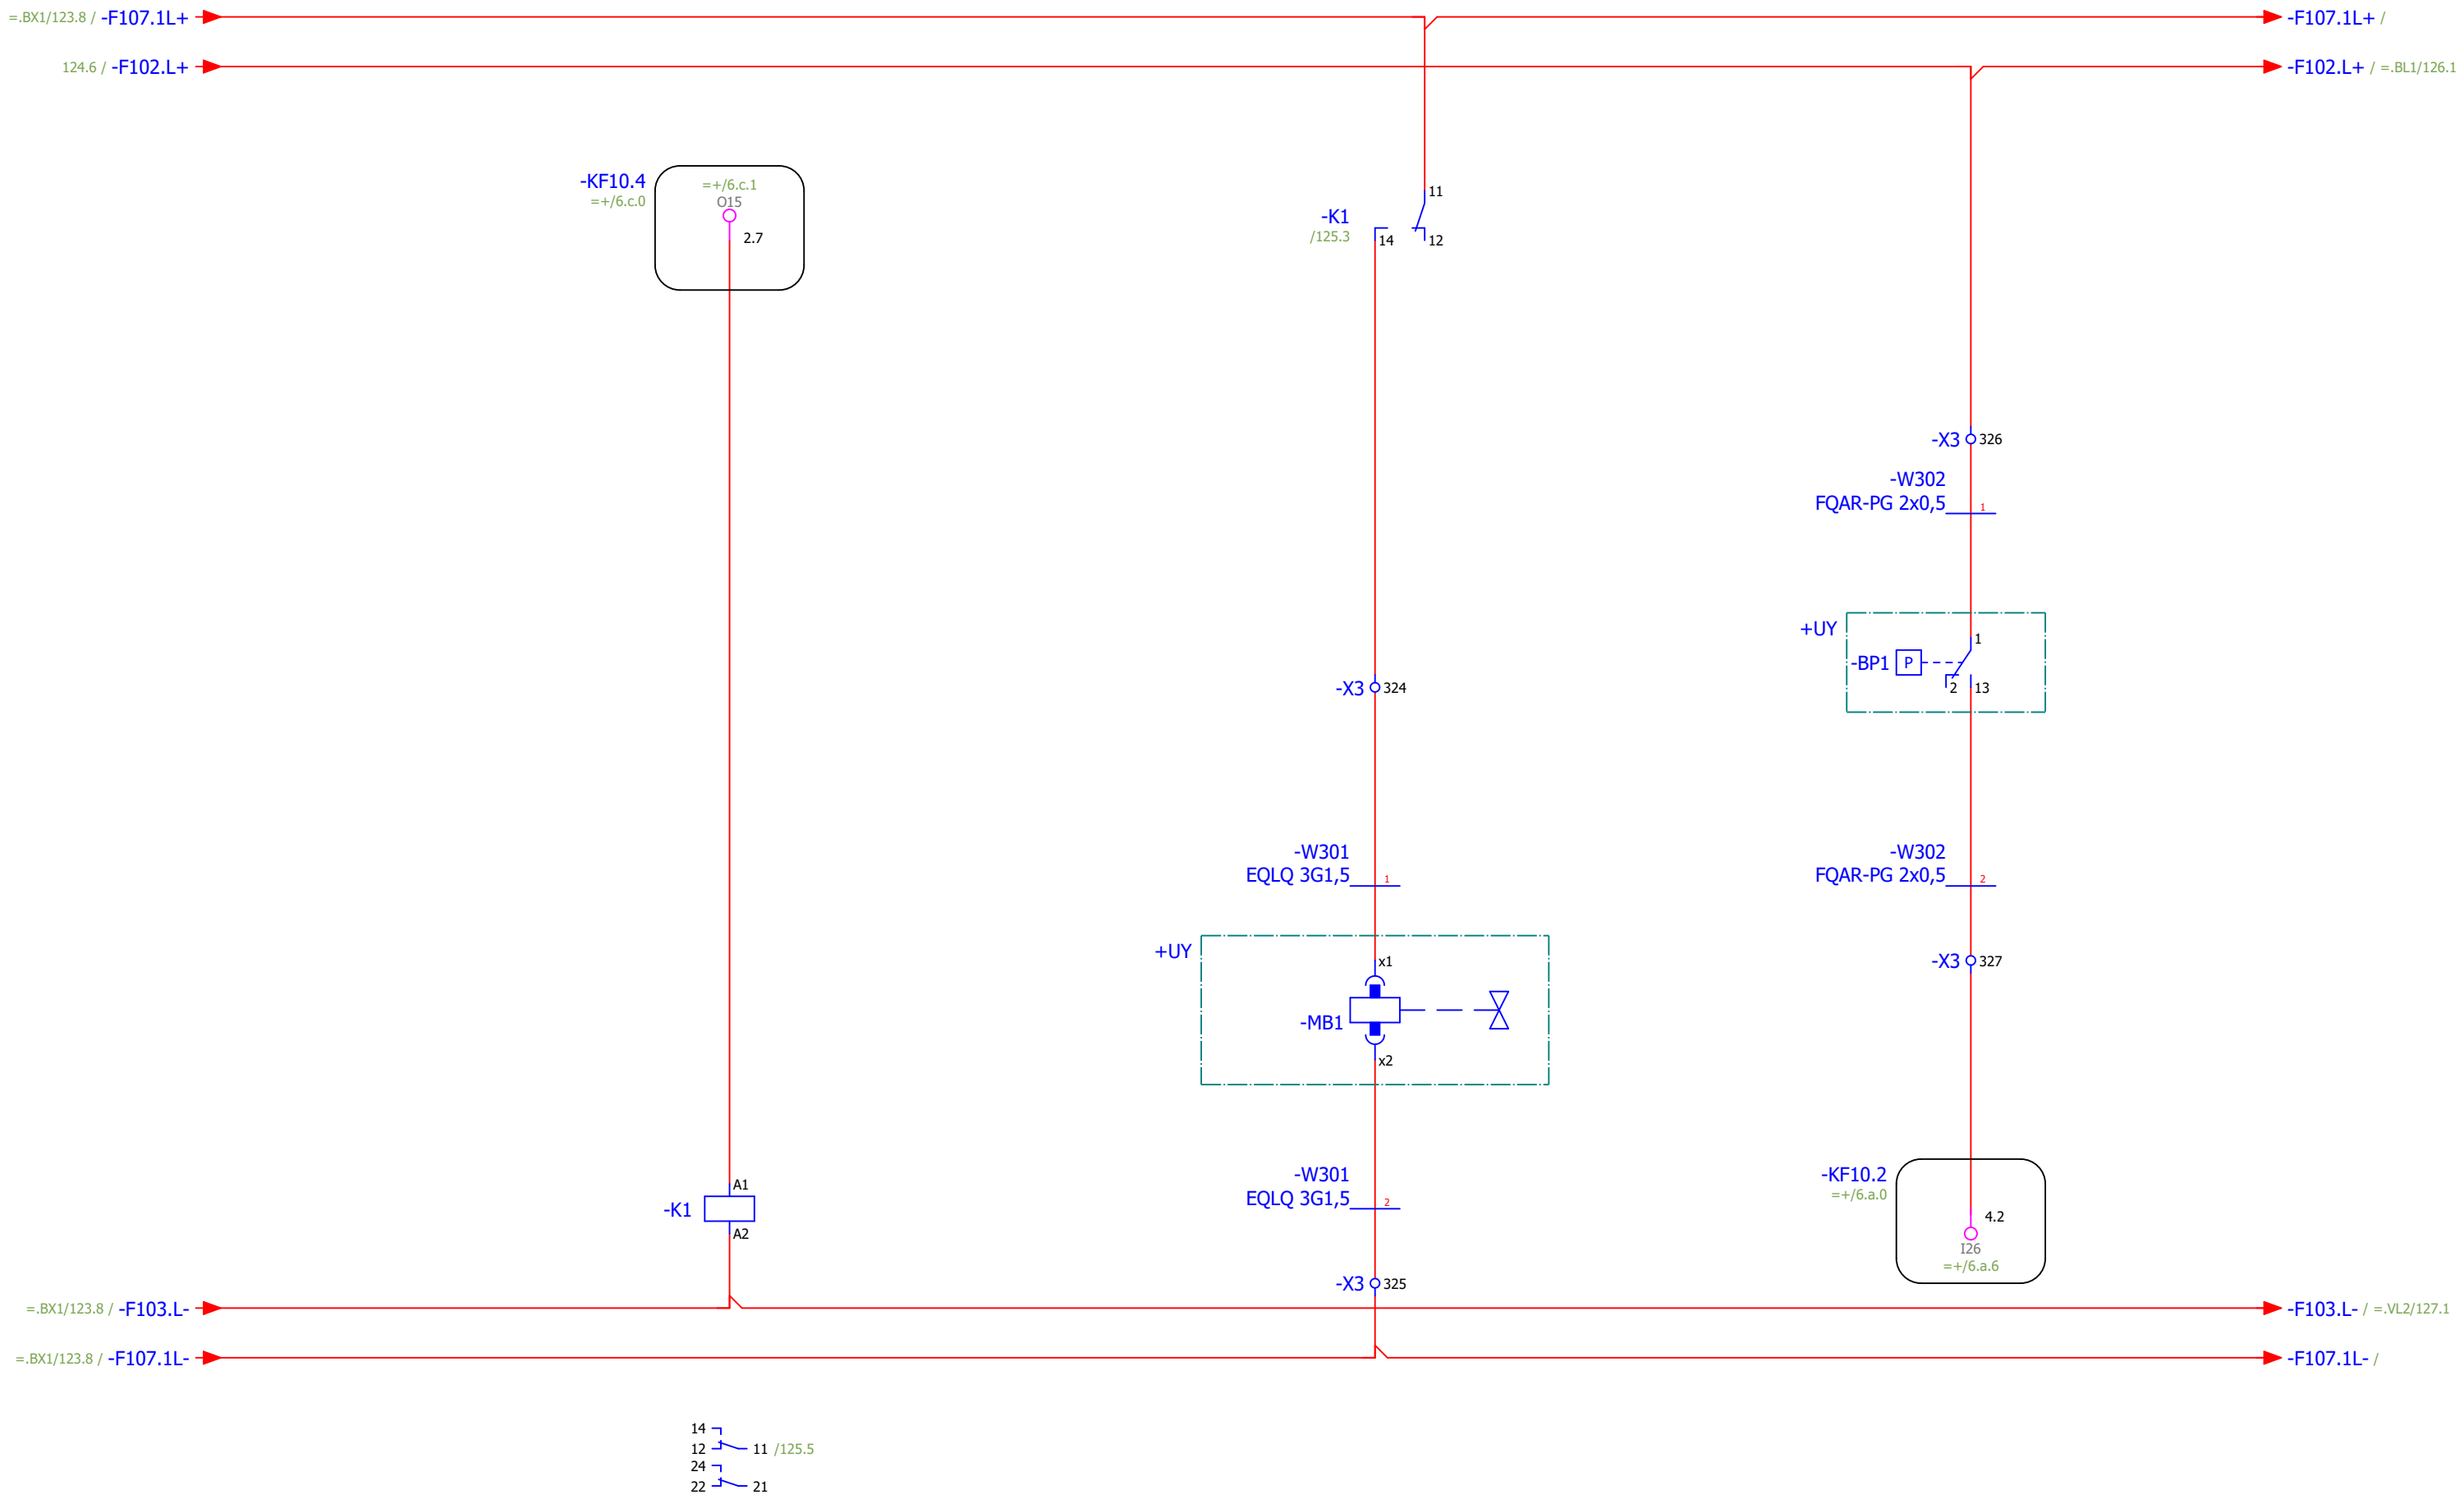 =.BX1/123.8 / -F107.1L+
-F107.1L+ /
124.6 / -F102.L+
-F102.L+ / =.BL1/126.1
-KF10.4
=+/6.c.0
=+/6.c.1
O15
2.7
-K1
/125.3
11
14
12
-X3 326
-W302
FQAR-PG 2x0,5
1
+UY
-BP1
P
1
2
13
-X3 324
-W301
EQLQ 3G1,5
1
-W302
FQAR-PG 2x0,5
2
+UY
x1
-MB1
x2
-X3 327
-K1
A1
A2
-W301
EQLQ 3G1,5
2
-KF10.2
=+/6.a.0
4.2
I26
=+/6.a.6
-X3 325
=.BX1/123.8 / -F103.L-
-F103.L- / =.VL2/127.1
=.BX1/123.8 / -F107.1L-
-F107.1L- /
14
12 11 /125.5
24
22 21